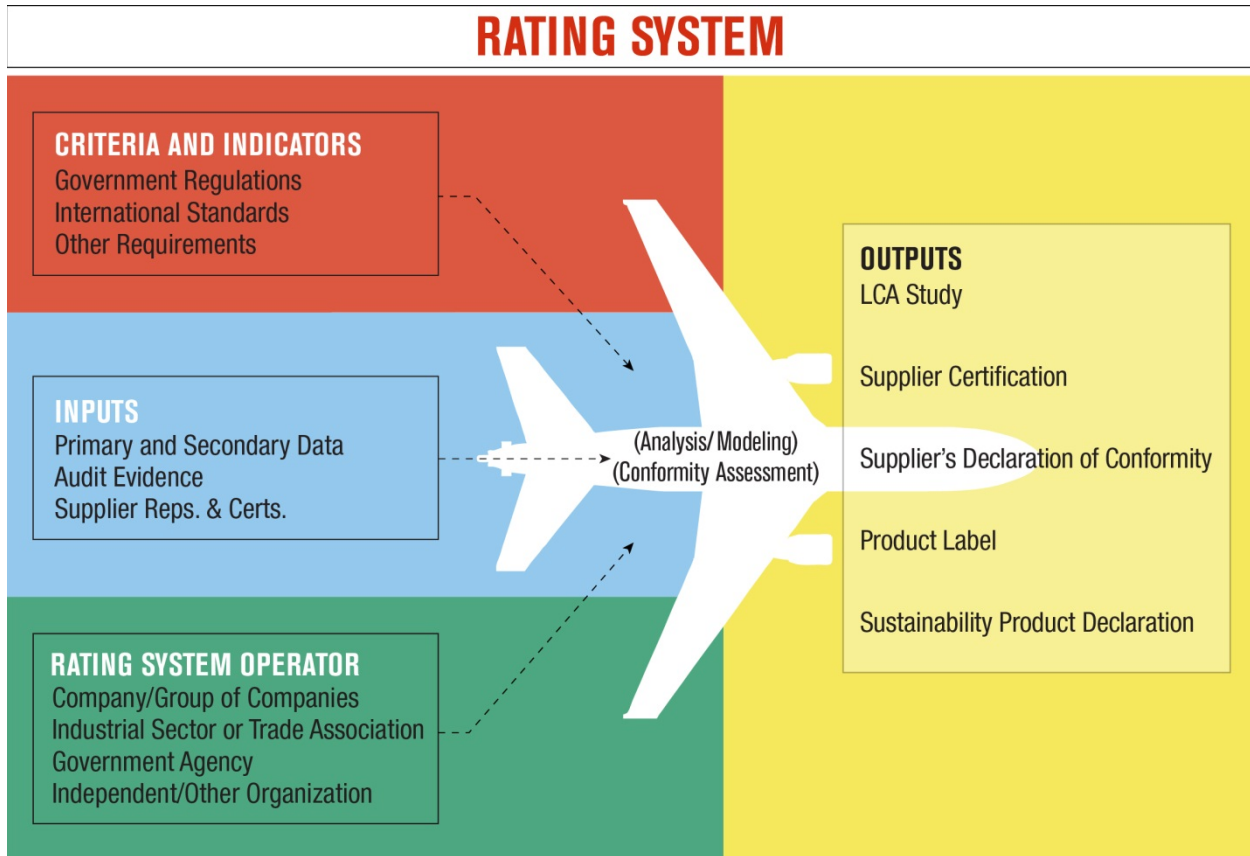 RATING SYSTEM
CRITERIA AND INDICATORS
Government Regulations
International Standards
Other Requirements
INPUTS
Primary and Secondary Data
Audit Evidence
Supplier Reps. & Certs.
RATING SYSTEM OPERATOR
Company/Group of Companies
Industrial Sector or Trade Association
Government Agency
Independent/Other Organization
(Analysis/ Modeling)
(Conformity Assessment)
OUTPUTS
LCA Study
Supplier Certification
Supplier’s Declaration of Conformity
Product Label
Sustainability Product Declaration